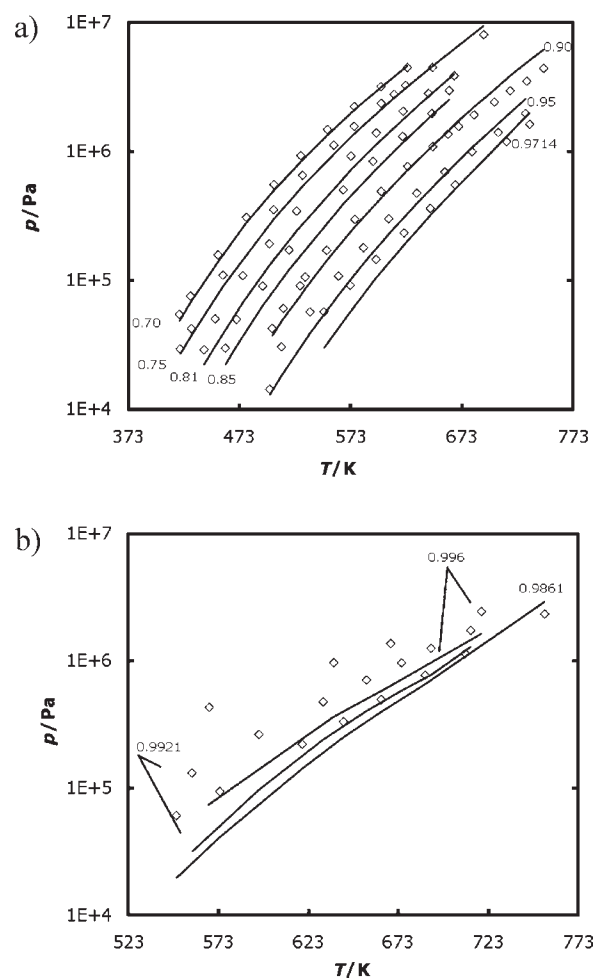 a)
1E+7
0.90
1E+6
0.95
0.9714
p/Pa
1E+5
0.70
0.75
0.81
0.85
1E+4
373 473 573 673 773
T/K
b)
1E+7
0.996
0.9861
1E+6
p/Pa
0.9921
1E+5
1E+4
523 573 623 673 723 773
T/K